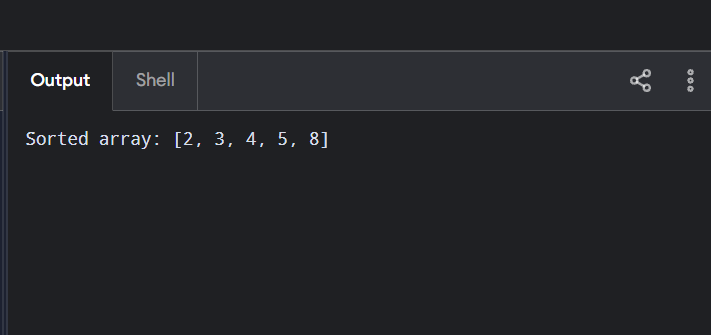 Output Shell
Sorted array: [2, 3, 4, 5, 8]